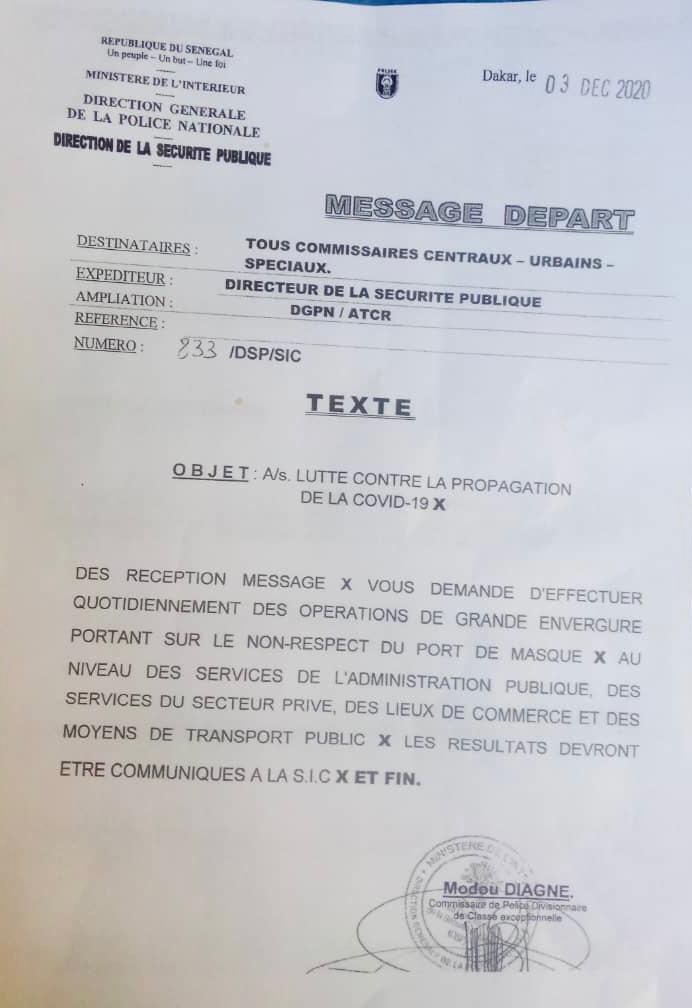 REPUBLIQUE DU SENEGAL
Un peuple – Un but – Une foi
MINISTERE DE L'INTERIEUR
DIRECTION GENERALE
DE LA POLICE NATIONALE
DIRECTION DE LA SECURITE PUBLIQUE
POLICE
Dakar, le 03 DEC 2020
MESSAGE DEPART
DESTINATAIRES : TOUS COMMISSAIRES CENTRAUX – URBAINS –
SPECIAUX.
EXPEDITEUR : DIRECTEUR DE LA SECURITE PUBLIQUE
AMPLIATION : DGPN / ATCR
REFERENCE :
NUMERO : 833 /DSP/SIC
TEXTE
OBJET : A/s. LUTTE CONTRE LA PROPAGATION
DE LA COVID-19 X
DES RECEPTION MESSAGE X VOUS DEMANDE D'EFFECTUER
QUOTIDIENNEMENT DES OPERATIONS DE GRANDE ENVERGURE
PORTANT SUR LE NON-RESPECT DU PORT DE MASQUE X AU
NIVEAU DES SERVICES DE L'ADMINISTRATION PUBLIQUE, DES
SERVICES DU SECTEUR PRIVE, DES LIEUX DE COMMERCE ET DES
MOYENS DE TRANSPORT PUBLIC X LES RESULTATS DEVRONT
ETRE COMMUNIQUES A LA S.I.C X ET FIN.
MINISTERE DE
Modou DIAGNE.
Commissaire de Police Divisionnaire
de Classe exceptionnelle